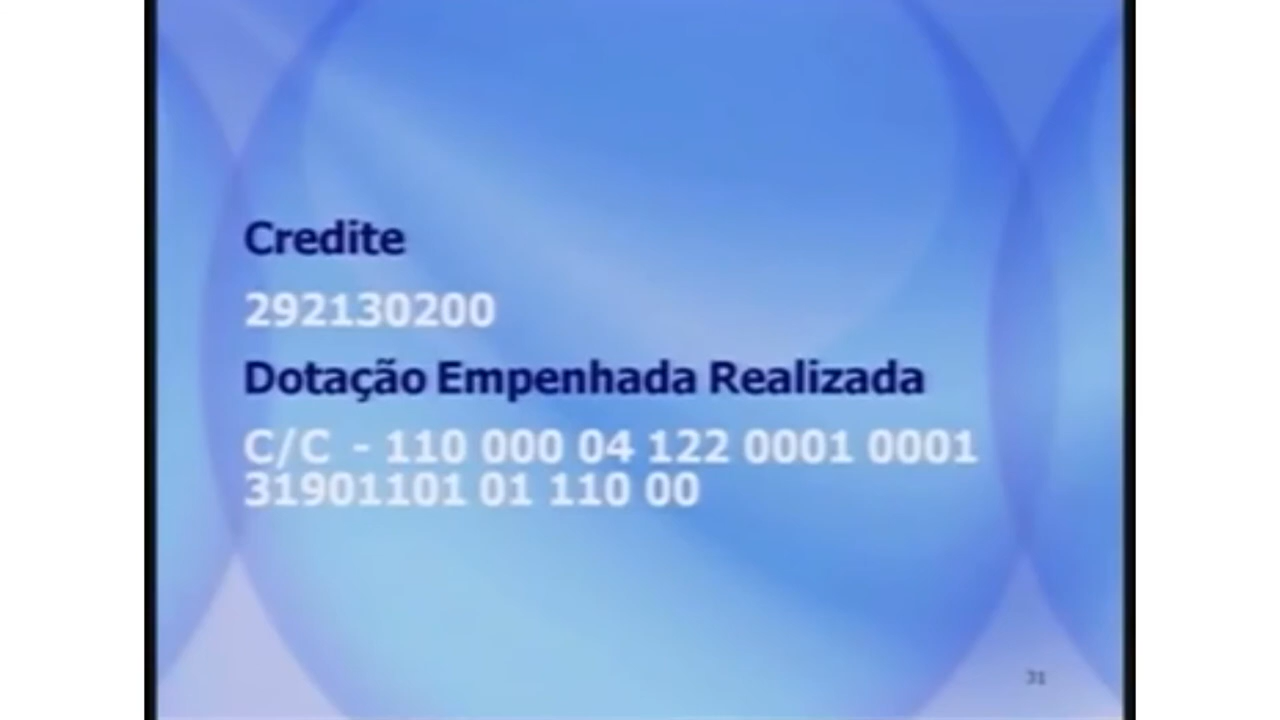 Credite
292130200
Dotação Empenhada Realizada
C/C - 110 000 04 122 0001 0001
31901101 01 110 00
31